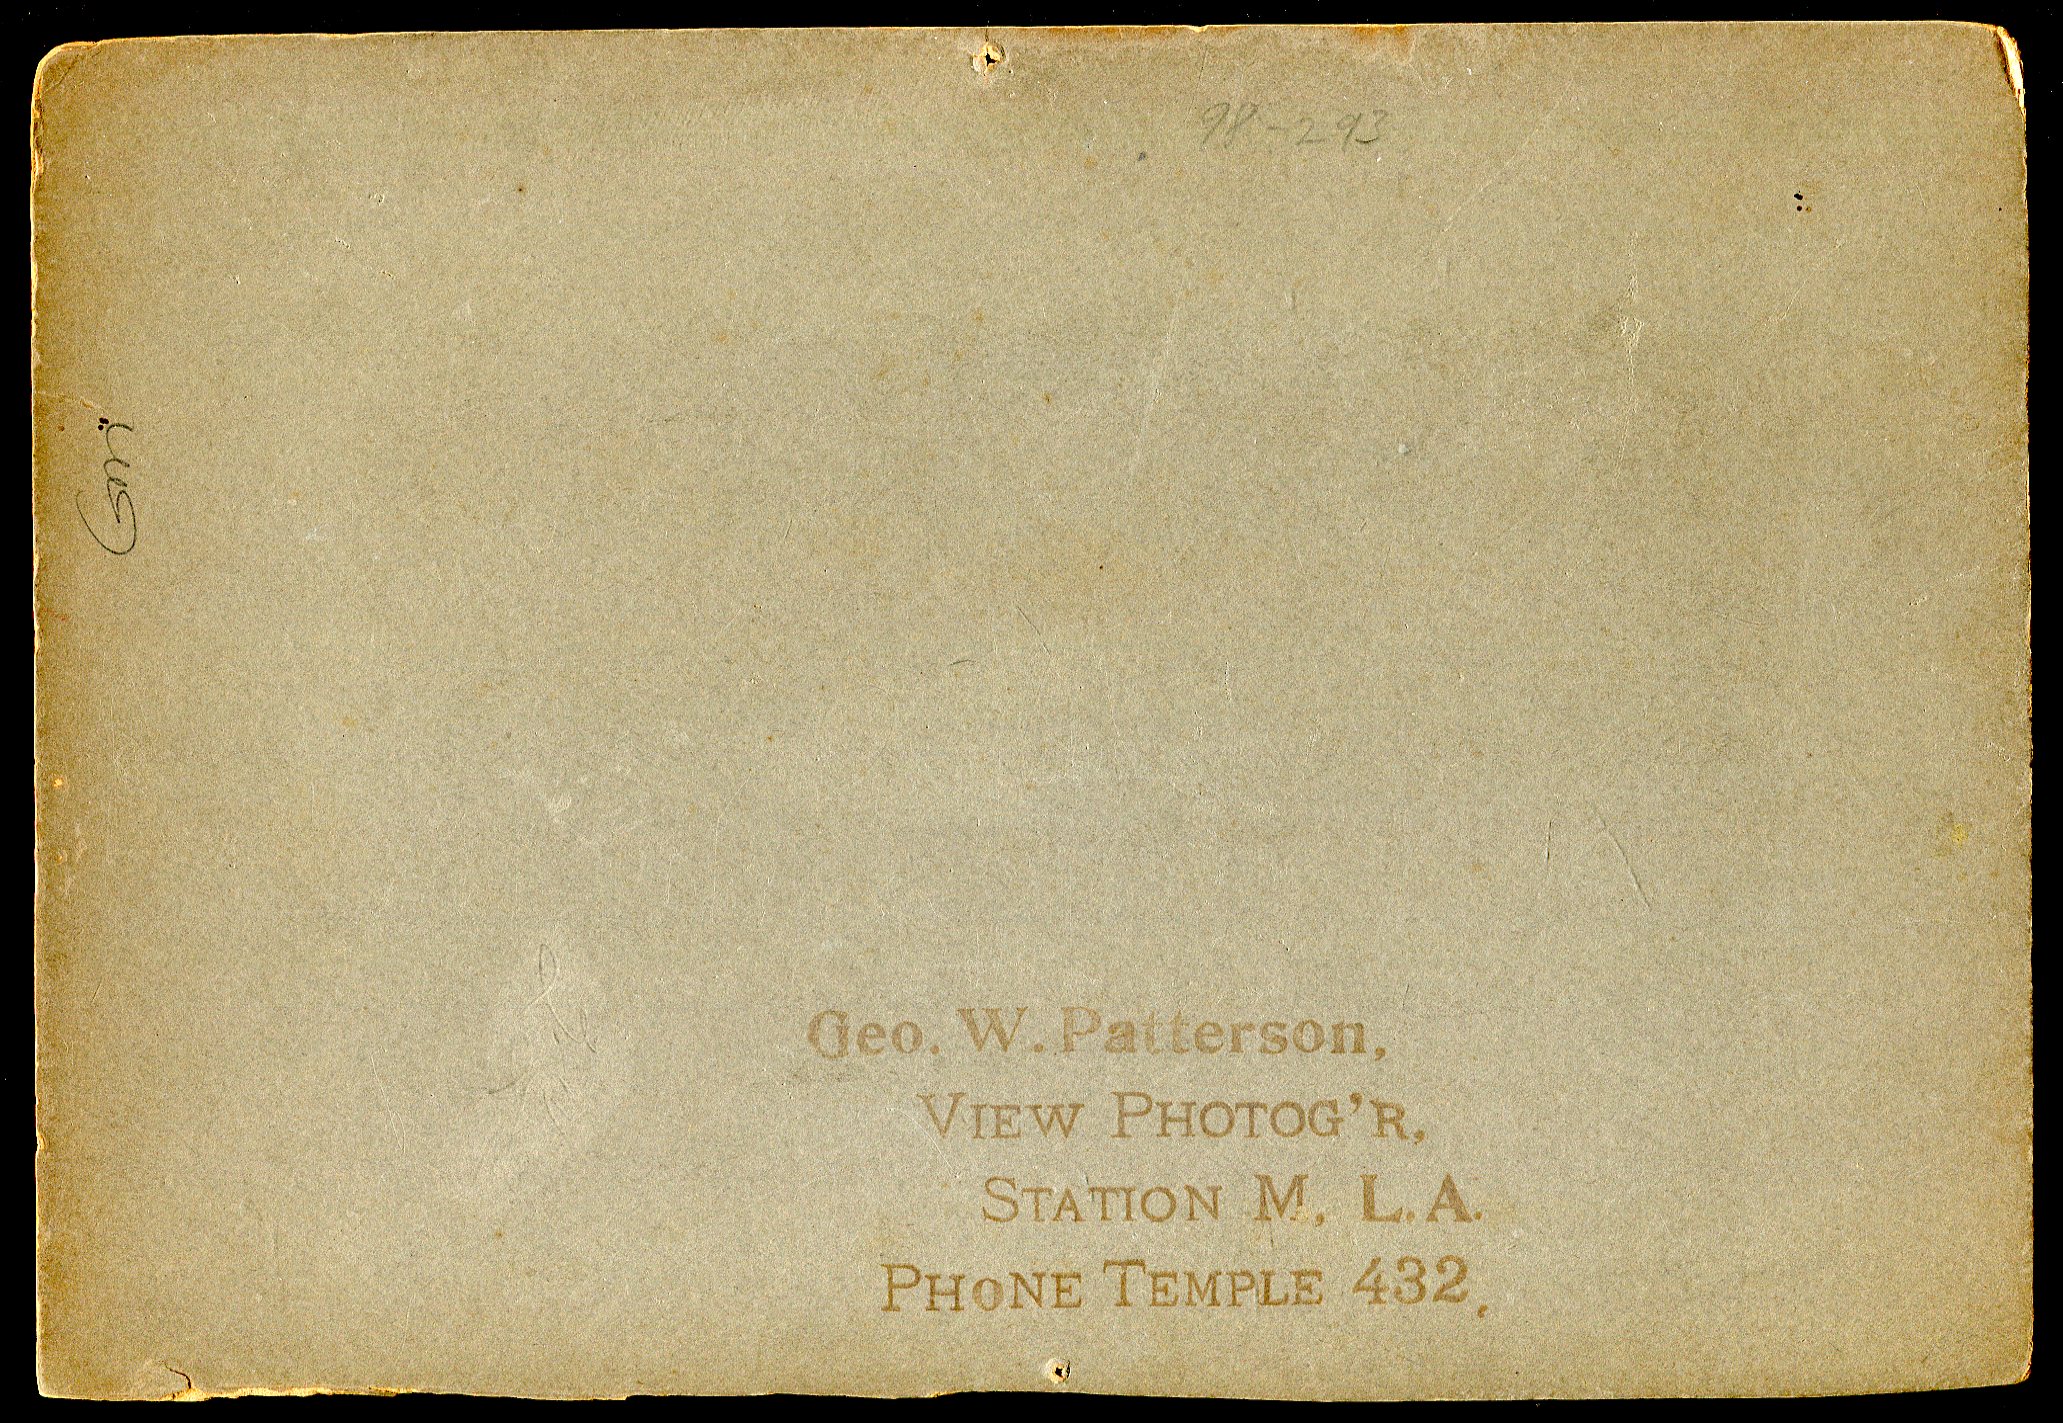 98-293
Geo. W. Patterson,
VIEW PHOTOG'R,
STATION M, L.A.
PHONE TEMPLE 432,